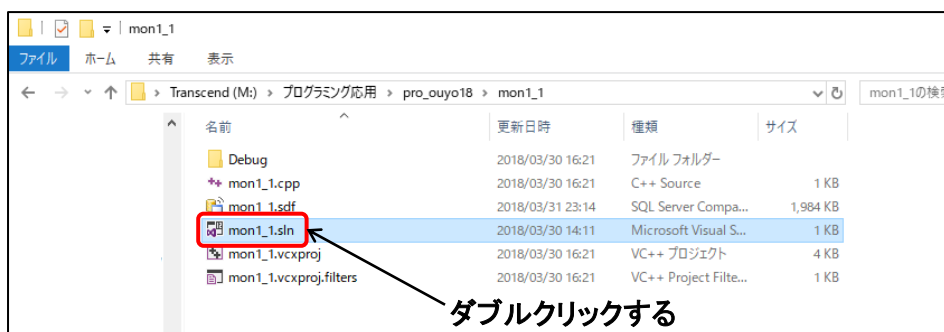 mon1_1
ファイル ホーム 共有 表示
Transcend (M:) › プログラミング応用 › pro_ouyo18 › mon1_1 mon1_1の検索
名前 更新日時 種類 サイズ
Debug 2018/03/30 16:21 ファイル フォルダー
mon1_1.cpp 2018/03/30 16:21 C++ Source 1 KB
mon1_1.sdf 2018/03/31 23:14 SQL Server Compa... 1,984 KB
mon1_1.sln 2018/03/30 14:11 Microsoft Visual S... 1 KB
mon1_1.vcxproj 2018/03/30 16:21 VC++ プロジェクト 4 KB
mon1_1.vcxproj.filters 2018/03/30 16:21 VC++ Project Filte... 1 KB
ダブルクリックする